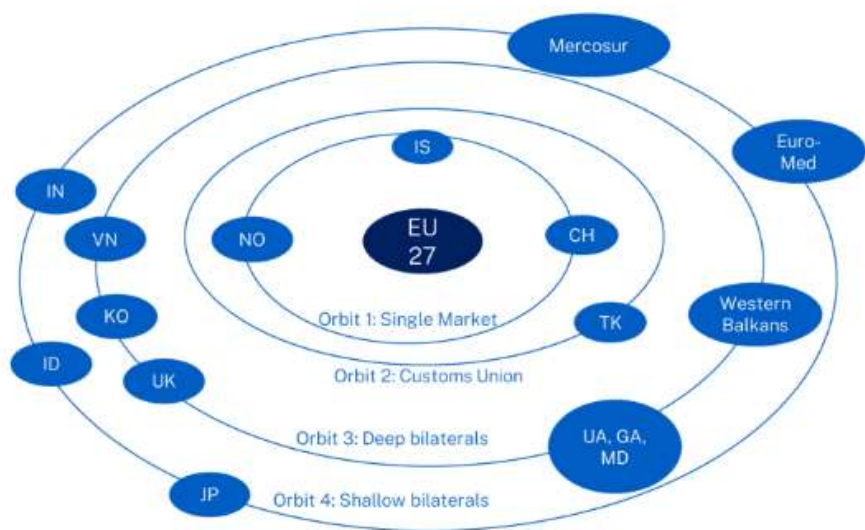 Mercosur
Euro-
Med
IS
IN
VN
NO
EU
27
CH
KO
Orbit 1: Single Market
TK
Western
Balkans
ID
UK
Orbit 2: Customs Union
Orbit 3: Deep bilaterals
UA, GA,
MD
JP
Orbit 4: Shallow bilaterals